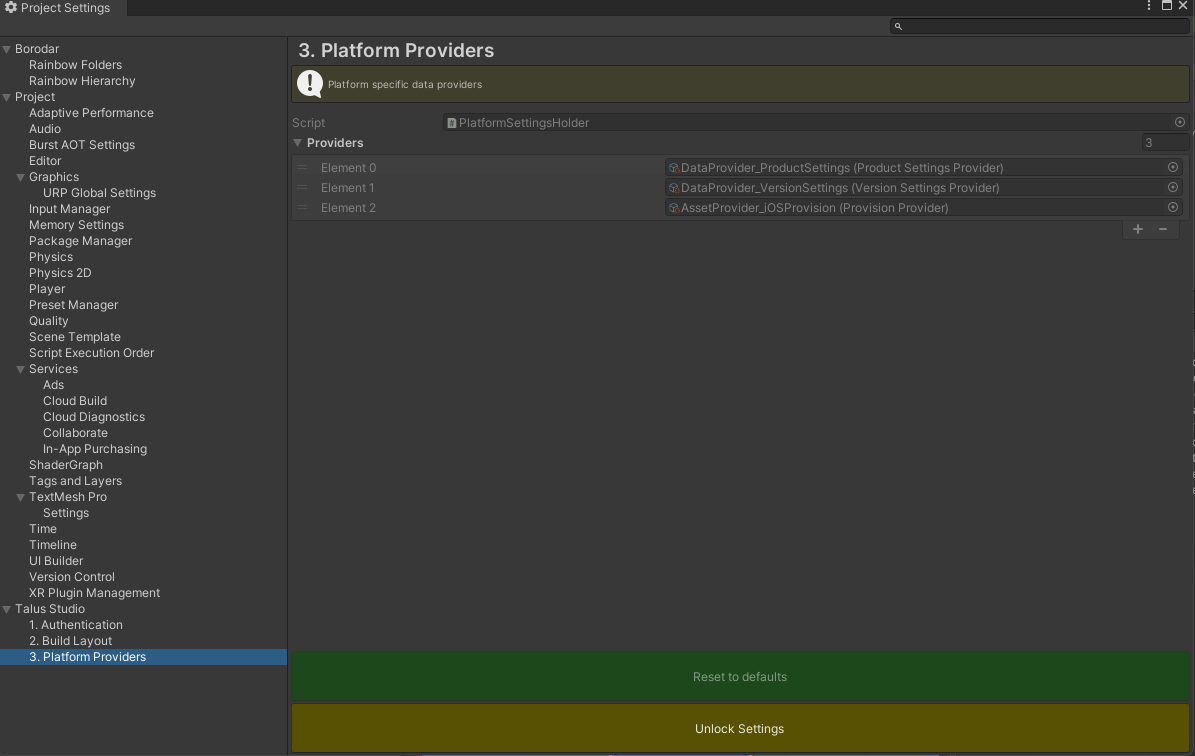 Project Settings
Borodar
Rainbow Folders
Rainbow Hierarchy
Project
Adaptive Performance
Audio
Burst AOT Settings
Editor
Graphics
URP Global Settings
Input Manager
Memory Settings
Package Manager
Physics
Physics 2D
Player
Preset Manager
Quality
Scene Template
Script Execution Order
Services
Ads
Cloud Build
Cloud Diagnostics
Collaborate
In-App Purchasing
ShaderGraph
Tags and Layers
TextMesh Pro
Settings
Time
Timeline
UI Builder
Version Control
XR Plugin Management
Talus Studio
1. Authentication
2. Build Layout
3. Platform Providers
3. Platform Providers
Platform specific data providers
Script PlatformSettingsHolder
Providers 3
Element 0 DataProvider_ProductSettings (Product Settings Provider)
Element 1 DataProvider_VersionSettings (Version Settings Provider)
Element 2 AssetProvider_iOSProvision (Provision Provider)
Reset to defaults
Unlock Settings